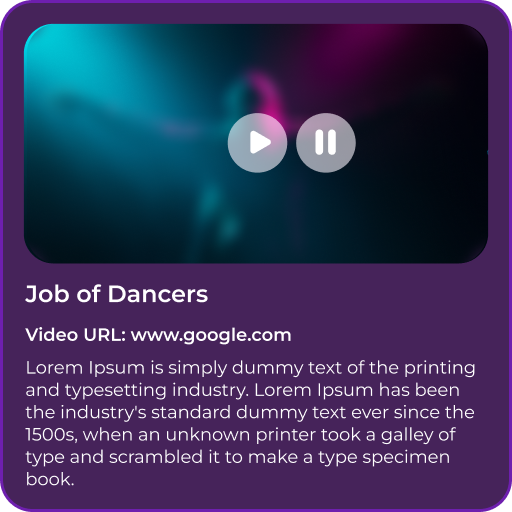 Job of Dancers
Video URL: www.google.com
Lorem Ipsum is simply dummy text of the printing
and typesetting industry. Lorem Ipsum has been
the industry's standard dummy text ever since the
1500s, when an unknown printer took a galley of
type and scrambled it to make a type specimen
book.